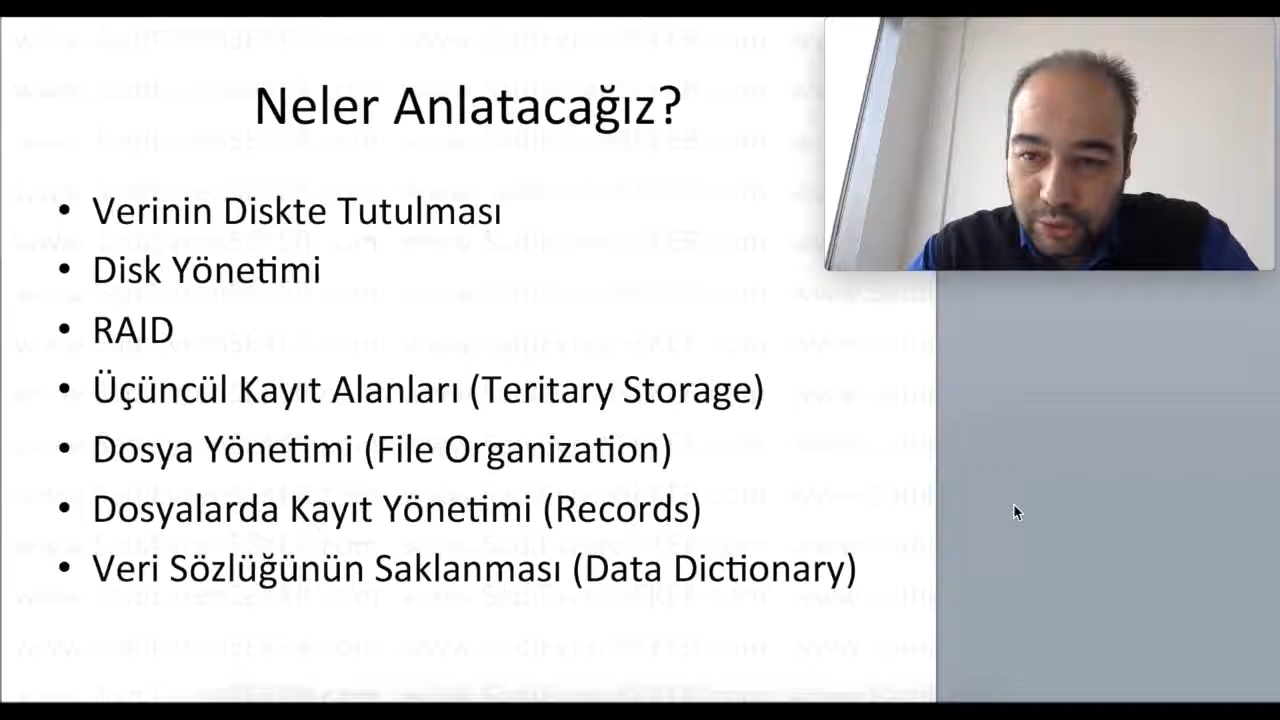 Neler Anlatacağız?
• Verinin Diskte Tutulması
• Disk Yönetimi
• RAID
• Üçüncül Kayıt Alanları (Teritary Storage)
• Dosya Yönetimi (File Organization)
• Dosyalarda Kayıt Yönetimi (Records)
• Veri Sözlüğünün Saklanması (Data Dictionary)